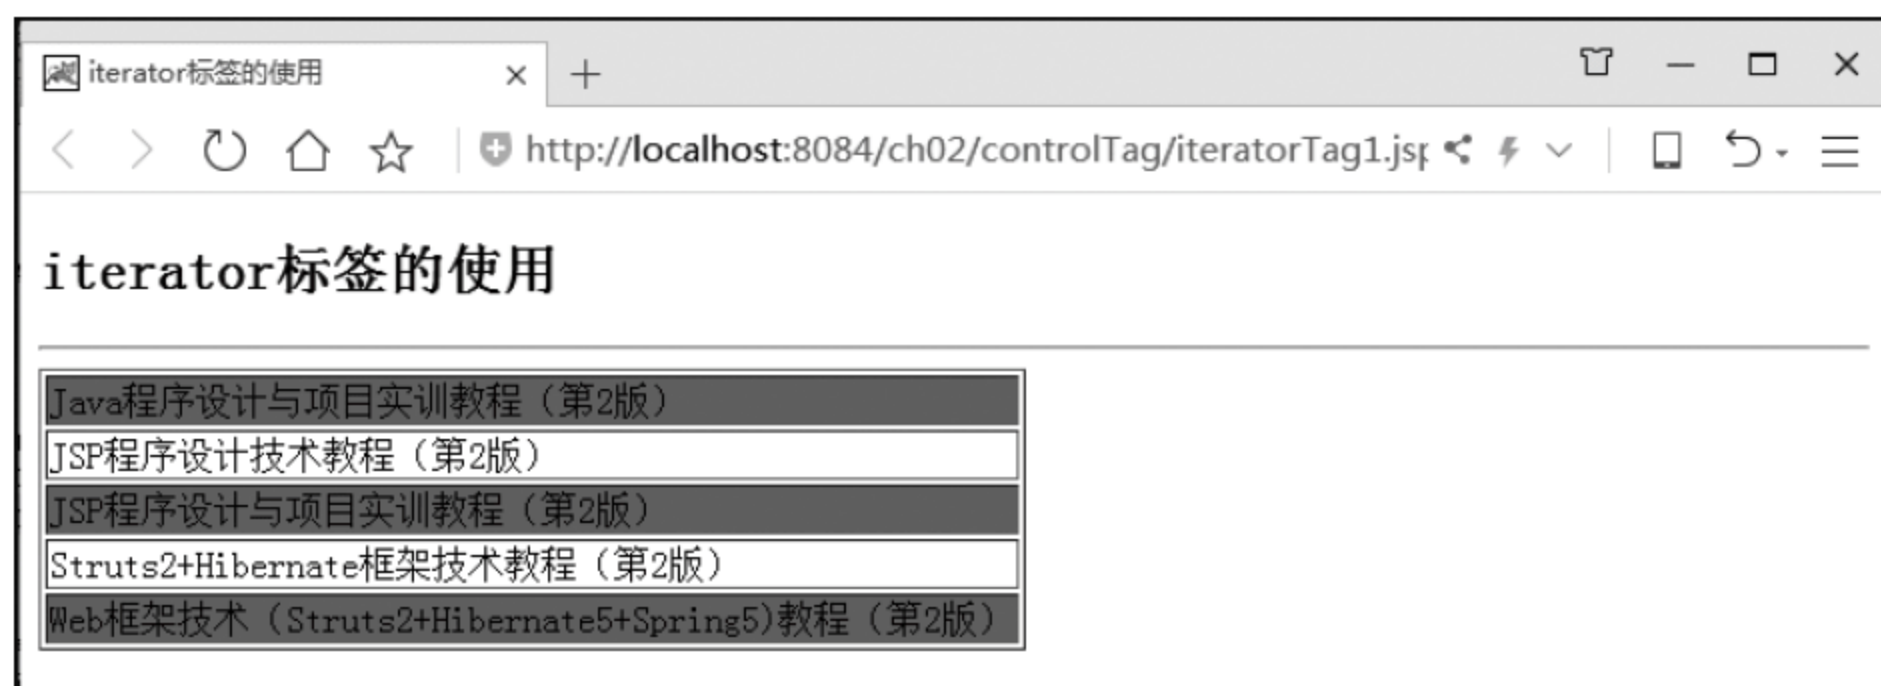 iterator标签的使用
http://localhost:8084/ch02/controlTag/iteratorTag1.jsp
iterator标签的使用
Java程序设计与项目实训教程（第2版）
JSP程序设计技术教程（第2版）
JSP程序设计与项目实训教程（第2版）
Struts2+Hibernate框架技术教程（第2版）
Web框架技术（Struts2+Hibernate5+Spring5)教程（第2版）